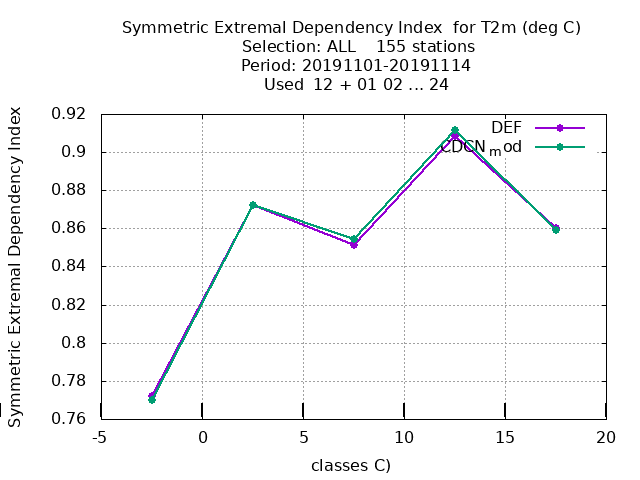 Symmetric Extremal Dependency Index  for T2m (deg C)
Selection: ALL    155 stations
Period: 20191101-20191114
Used  12 + 01 02 ... 24
Symmetric Extremal Dependency Index
0.92
0.9
0.88
0.86
0.84
0.82
0.8
0.78
0.76
DEF
CDCNmod
-5 0 5 10 15 20
classes C)